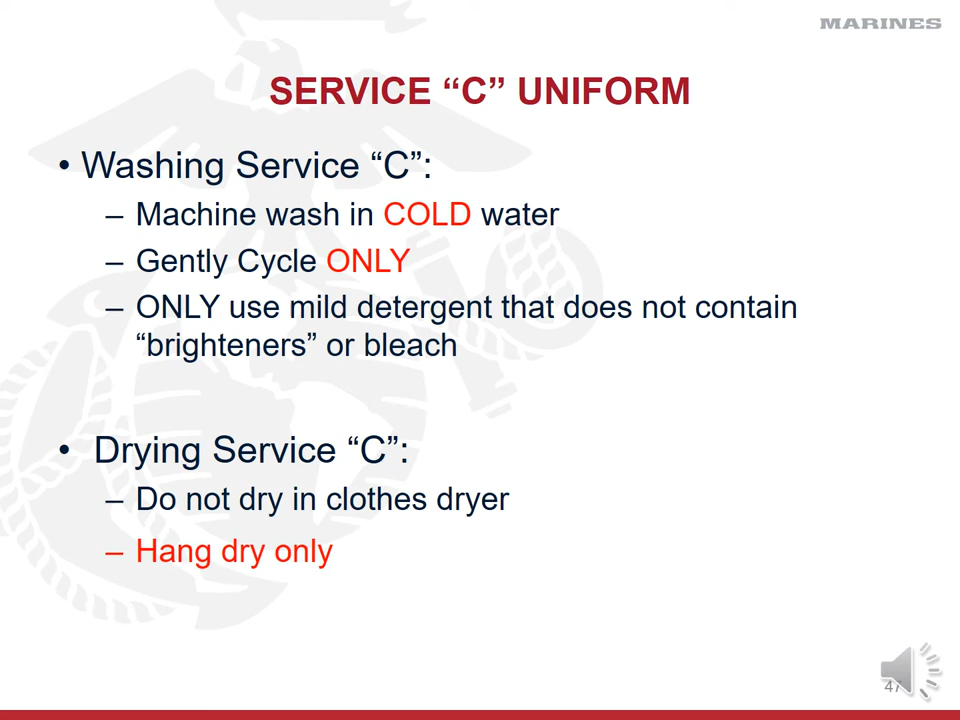 MARINES
SERVICE “C” UNIFORM
• Washing Service “C”:
– Machine wash in COLD water
– Gently Cycle ONLY
– ONLY use mild detergent that does not contain
“brighteners” or bleach
• Drying Service “C”:
– Do not dry in clothes dryer
– Hang dry only
47